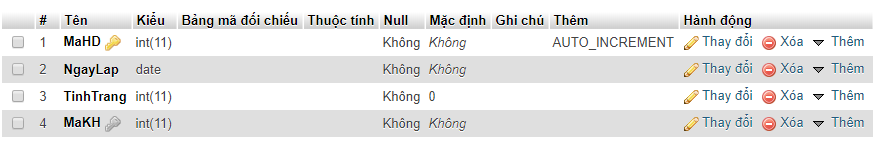 # Tên Kiểu Bảng mã đối chiếu Thuộc tính Null Mặc định Ghi chú Thêm Hành động
1 MaHD int(11) Không Không AUTO_INCREMENT Thay đổi Xóa Thêm
2 NgayLap date Không Không Thay đổi Xóa Thêm
3 TinhTrang int(11) Không 0 Thay đổi Xóa Thêm
4 MaKH int(11) Không Không Thay đổi Xóa Thêm